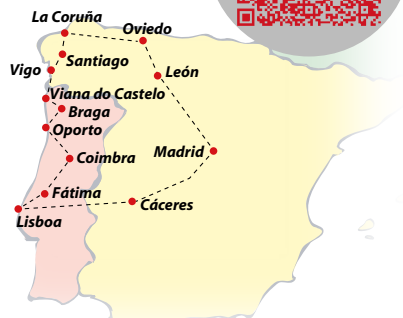 La Coruña
Oviedo
Santiago
León
Vigo
Viana do Castelo
Braga
Oporto
Madrid
Coimbra
Fátima
Cáceres
Lisboa